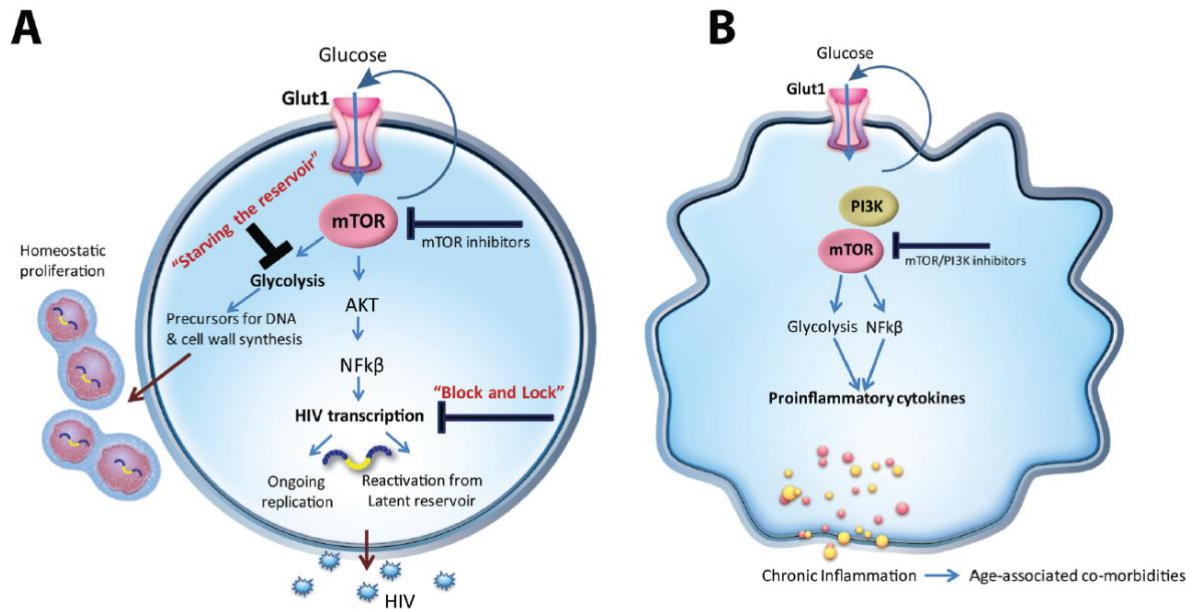 A
Glucose
Glut1
"Starving the reservoir"
mTOR
mTOR inhibitors
Homeostatic
proliferation
Glycolysis
Precursors for DNA
& cell wall synthesis
AKT
NFkβ
"Block and Lock"
HIV transcription
Ongoing
replication
Reactivation from
Latent reservoir
HIV
B
Glucose
Glut1
PI3K
mTOR
mTOR/PI3K inhibitors
Glycolysis NFkβ
Proinflammatory cytokines
Chronic Inflammation Age-associated co-morbidities